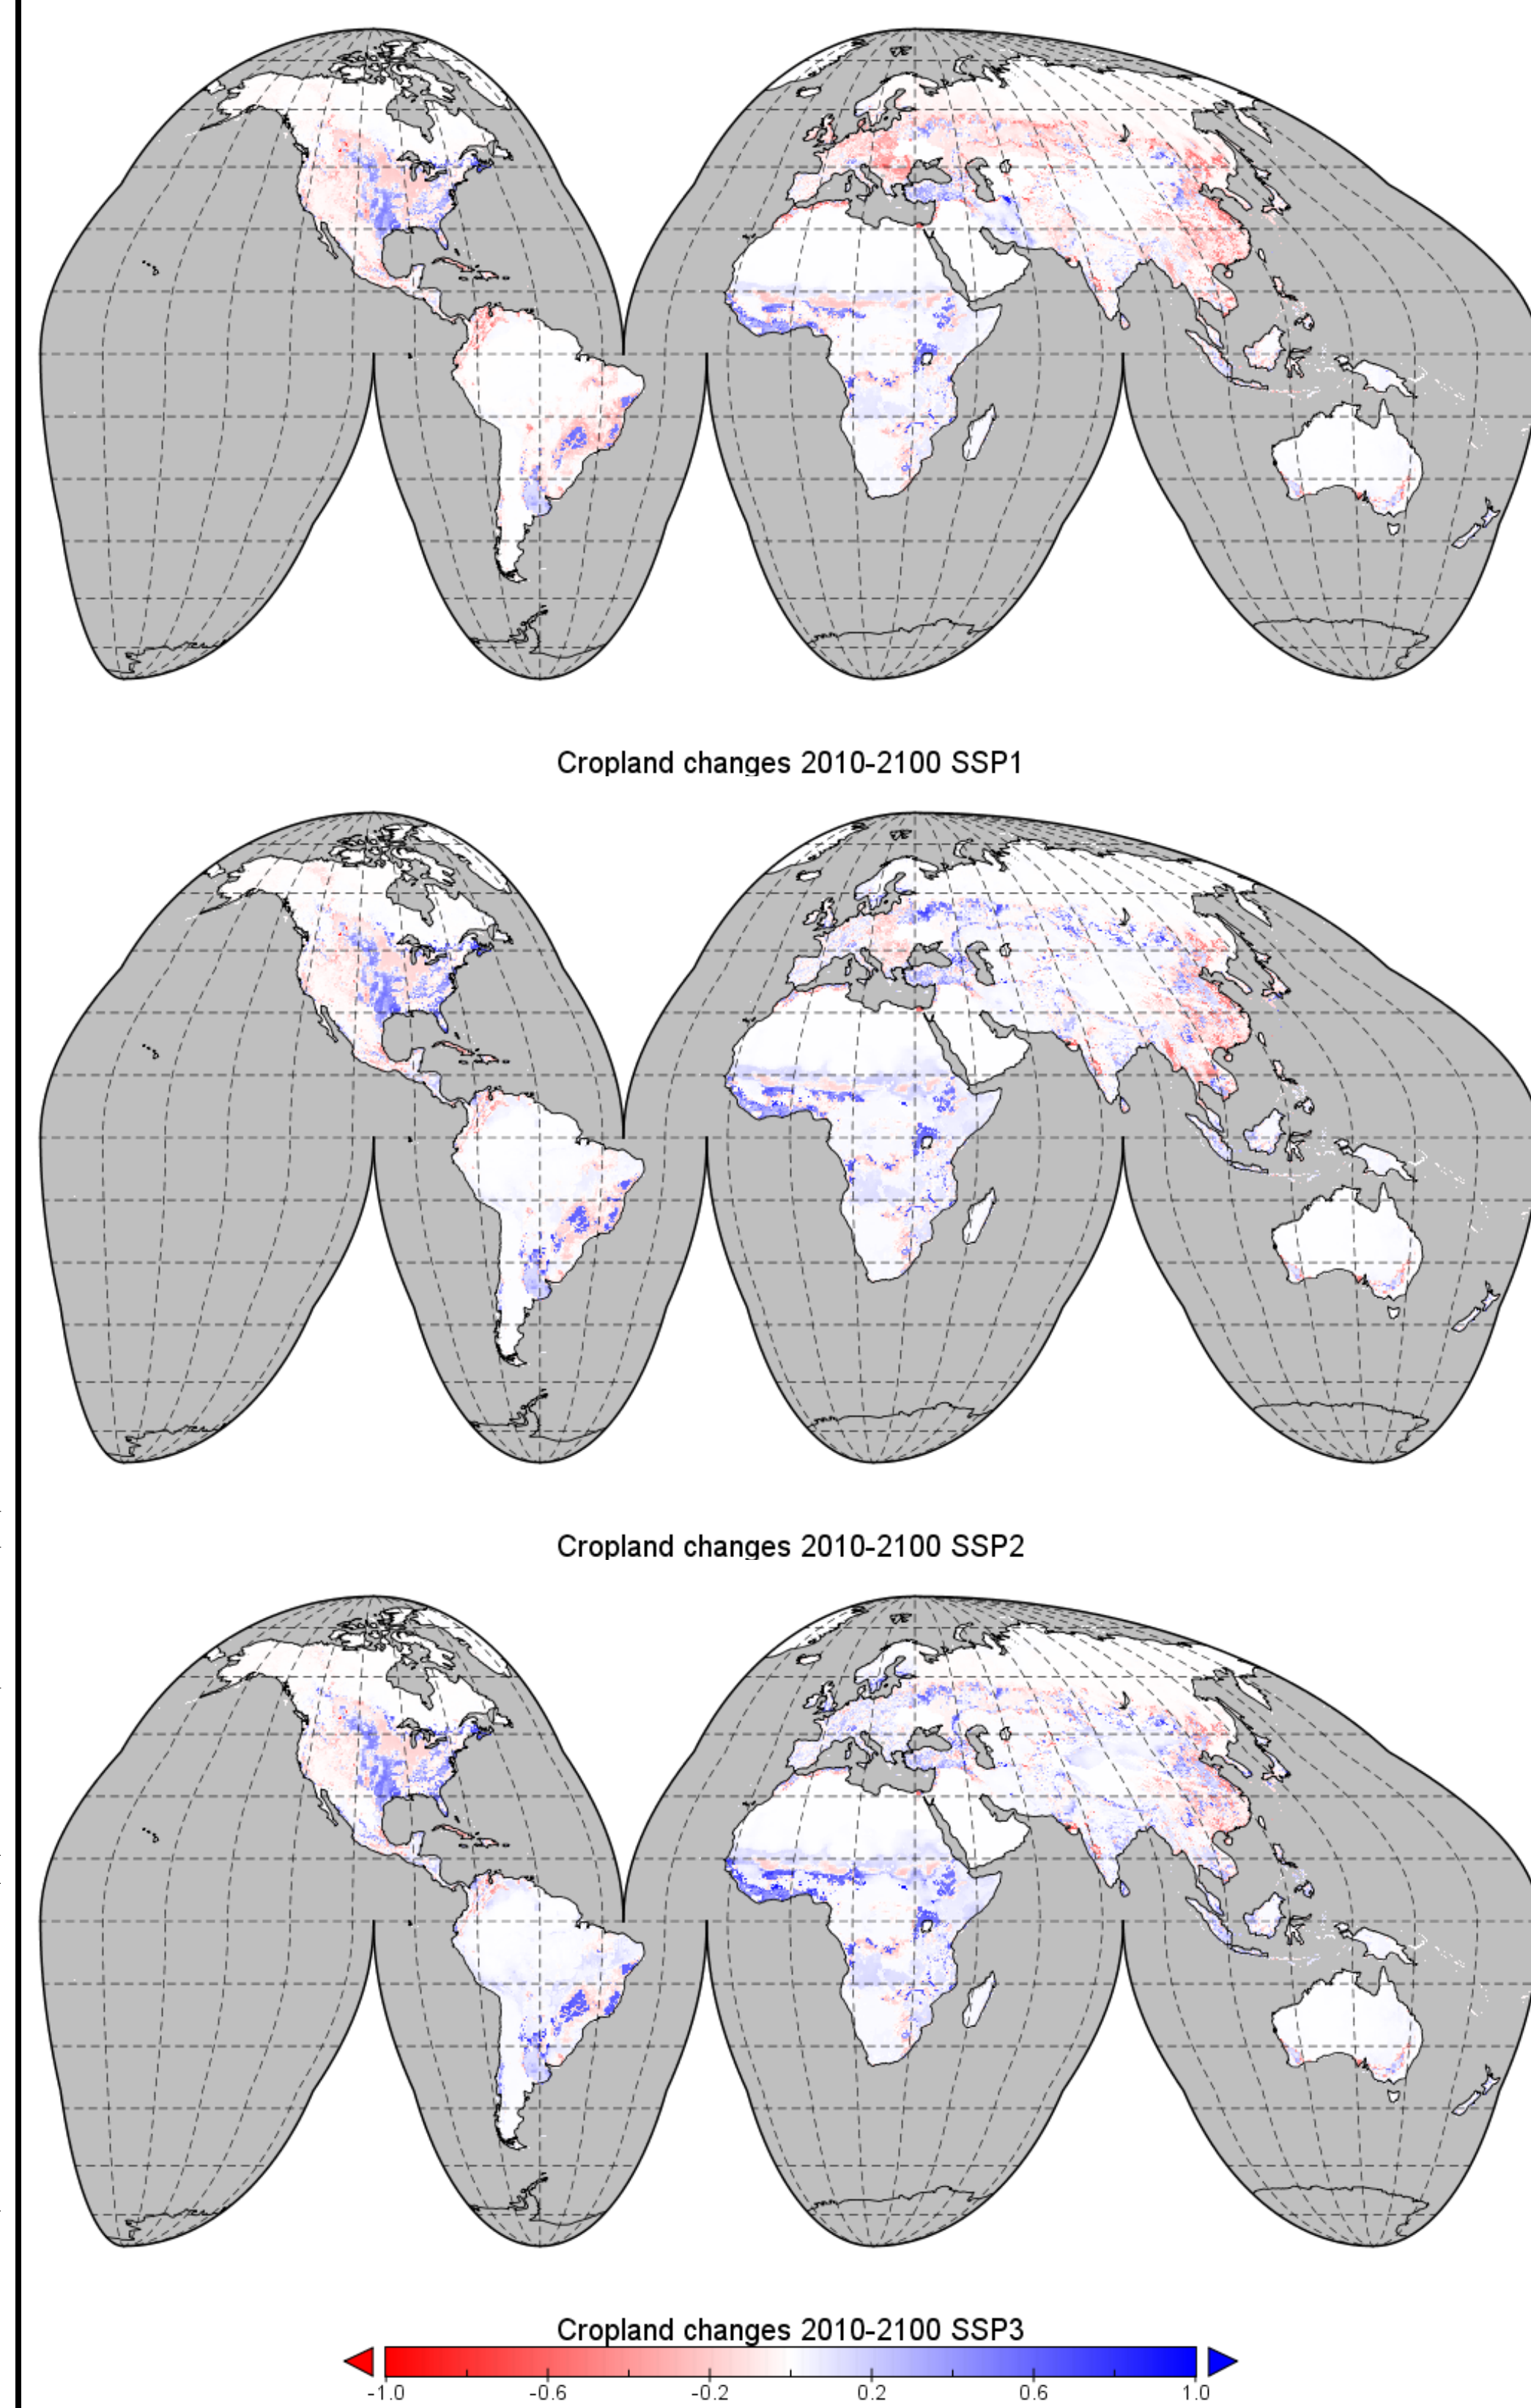 Cropland changes 2010-2100 SSP1
Cropland changes 2010-2100 SSP2
Cropland changes 2010-2100 SSP3
-1.0 -0.6 -0.2 0.2 0.6 1.0